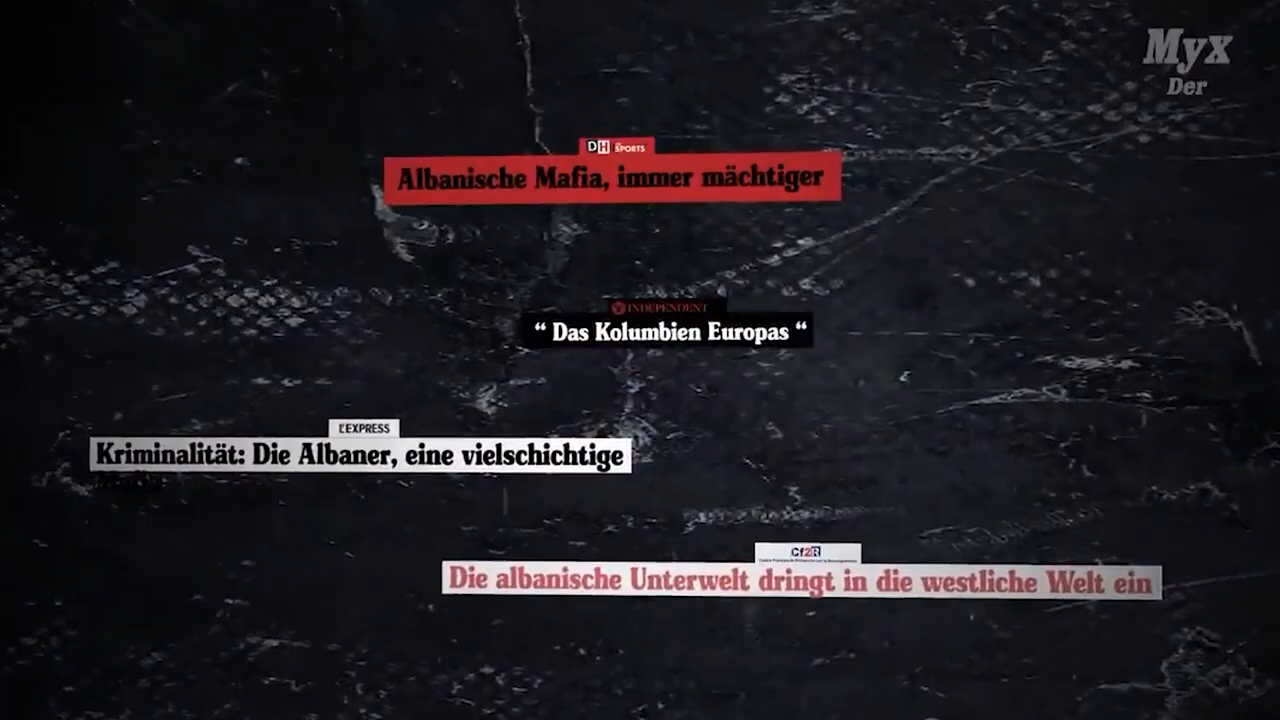 Myx
Der
DH SPORTS
Albanische Mafia, immer mächtiger
INDEPENDENT
“ Das Kolumbien Europas “
L'EXPRESS
Kriminalität: Die Albaner, eine vielschichtige
Cf2R
Die albanische Unterwelt dringt in die westliche Welt ein